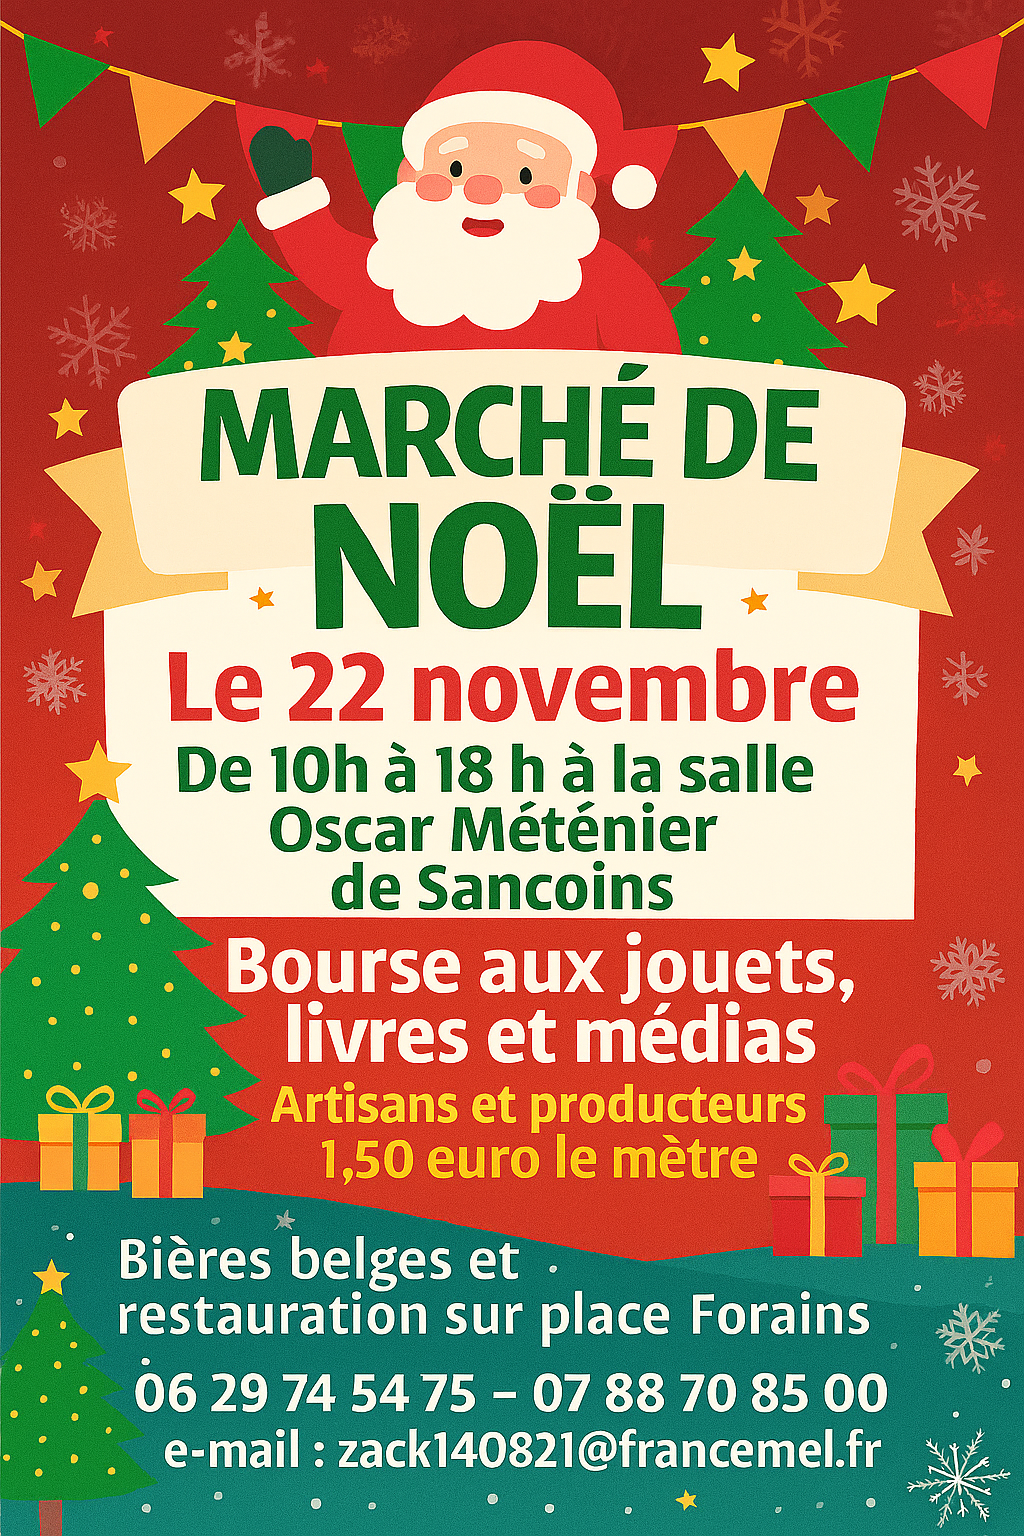 MARCHÉ DE
NOËL
Le 22 novembre
De 10h à 18 h à la salle
Oscar Méténier
de Sancoins
Bourse aux jouets,
livres et médias
Artisans et producteurs
1,50 euro le mètre
Bières belges et
restauration sur place Forains
06 29 74 54 75 – 07 88 70 85 00
e-mail : zack140821@francemel.fr